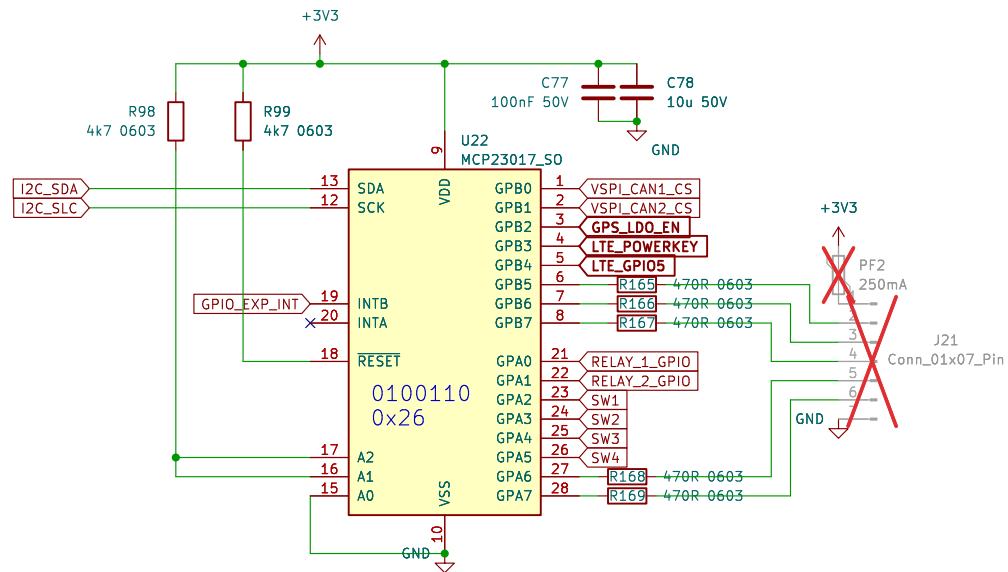 +3V3
R98
4k7 0603
R99
4k7 0603
C77
100nF 50V
C78
10u 50V
GND
U22
MCP23017_SO
9
VDD
I2C_SDA
13
SDA
I2C_SLC
12
SCK
GPIO_EXP_INT
19
INTB
20
INTA
18
RESET
0100110
0x26
17
A2
16
A1
15
A0
VSS
10
GND
GPB0
1
VSPI_CAN1_CS
GPB1
2
VSPI_CAN2_CS
GPB2
3
GPS_LDO_EN
GPB3
4
LTE_POWERKEY
GPB4
5
LTE_GPIO5
GPB5
6
R165
470R 0603
GPB6
7
R166
470R 0603
GPB7
8
R167
470R 0603
GPA0
21
RELAY_1_GPIO
GPA1
22
RELAY_2_GPIO
GPA2
23
SW1
GPA3
24
SW2
GPA4
25
SW3
GPA5
26
SW4
GPA6
27
R168
470R 0603
GPA7
28
R169
470R 0603
+3V3
PF2
250mA
2
3
4
5
6
7
J21
Conn_01x07_Pin
GND